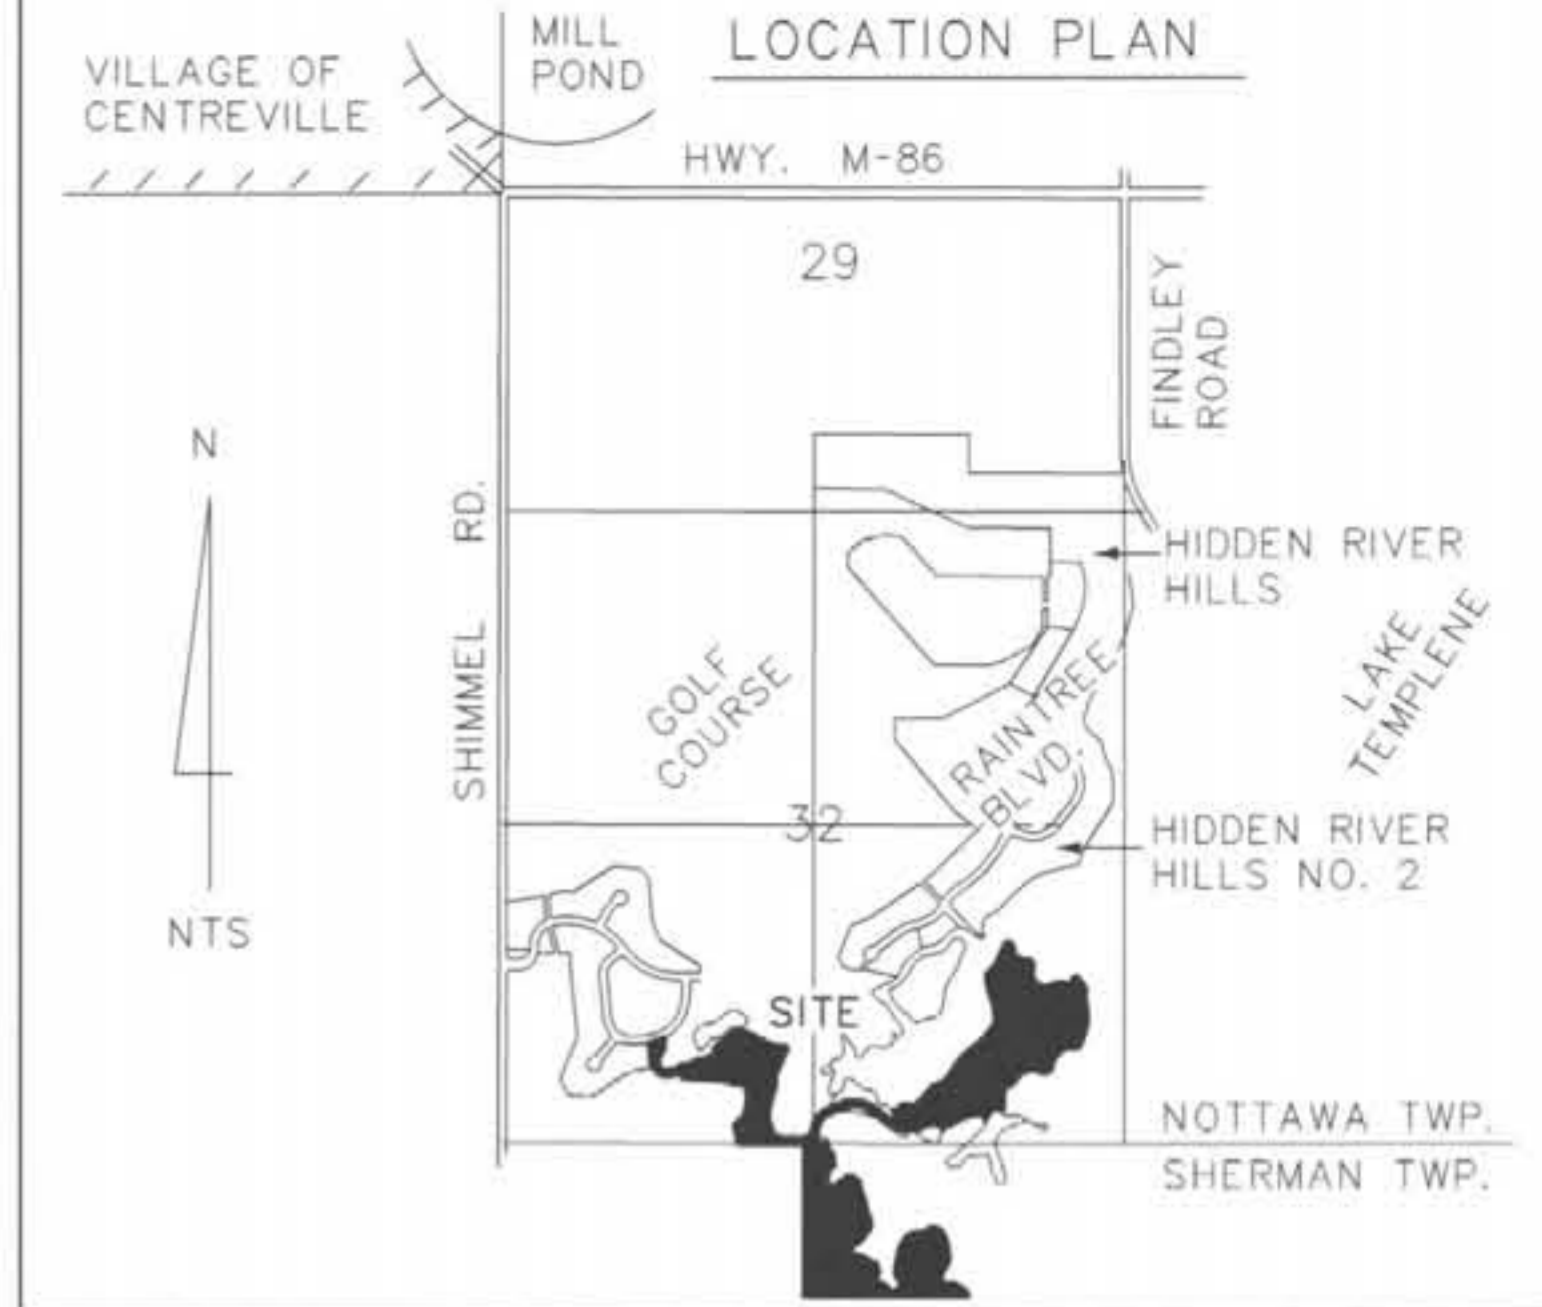 LOCATION PLAN
VILLAGE OF
CENTREVILLE
MILL
POND
HWY. M-86
29
FINDLEY
ROAD
N
NTS
SHIMMEL RD.
HIDDEN RIVER
HILLS
GOLF
COURSE
RAINTREE
BLVD.
LAKE
TEMPLENE
32
HIDDEN RIVER
HILLS NO. 2
SITE
NOTTAWA TWP.
SHERMAN TWP.